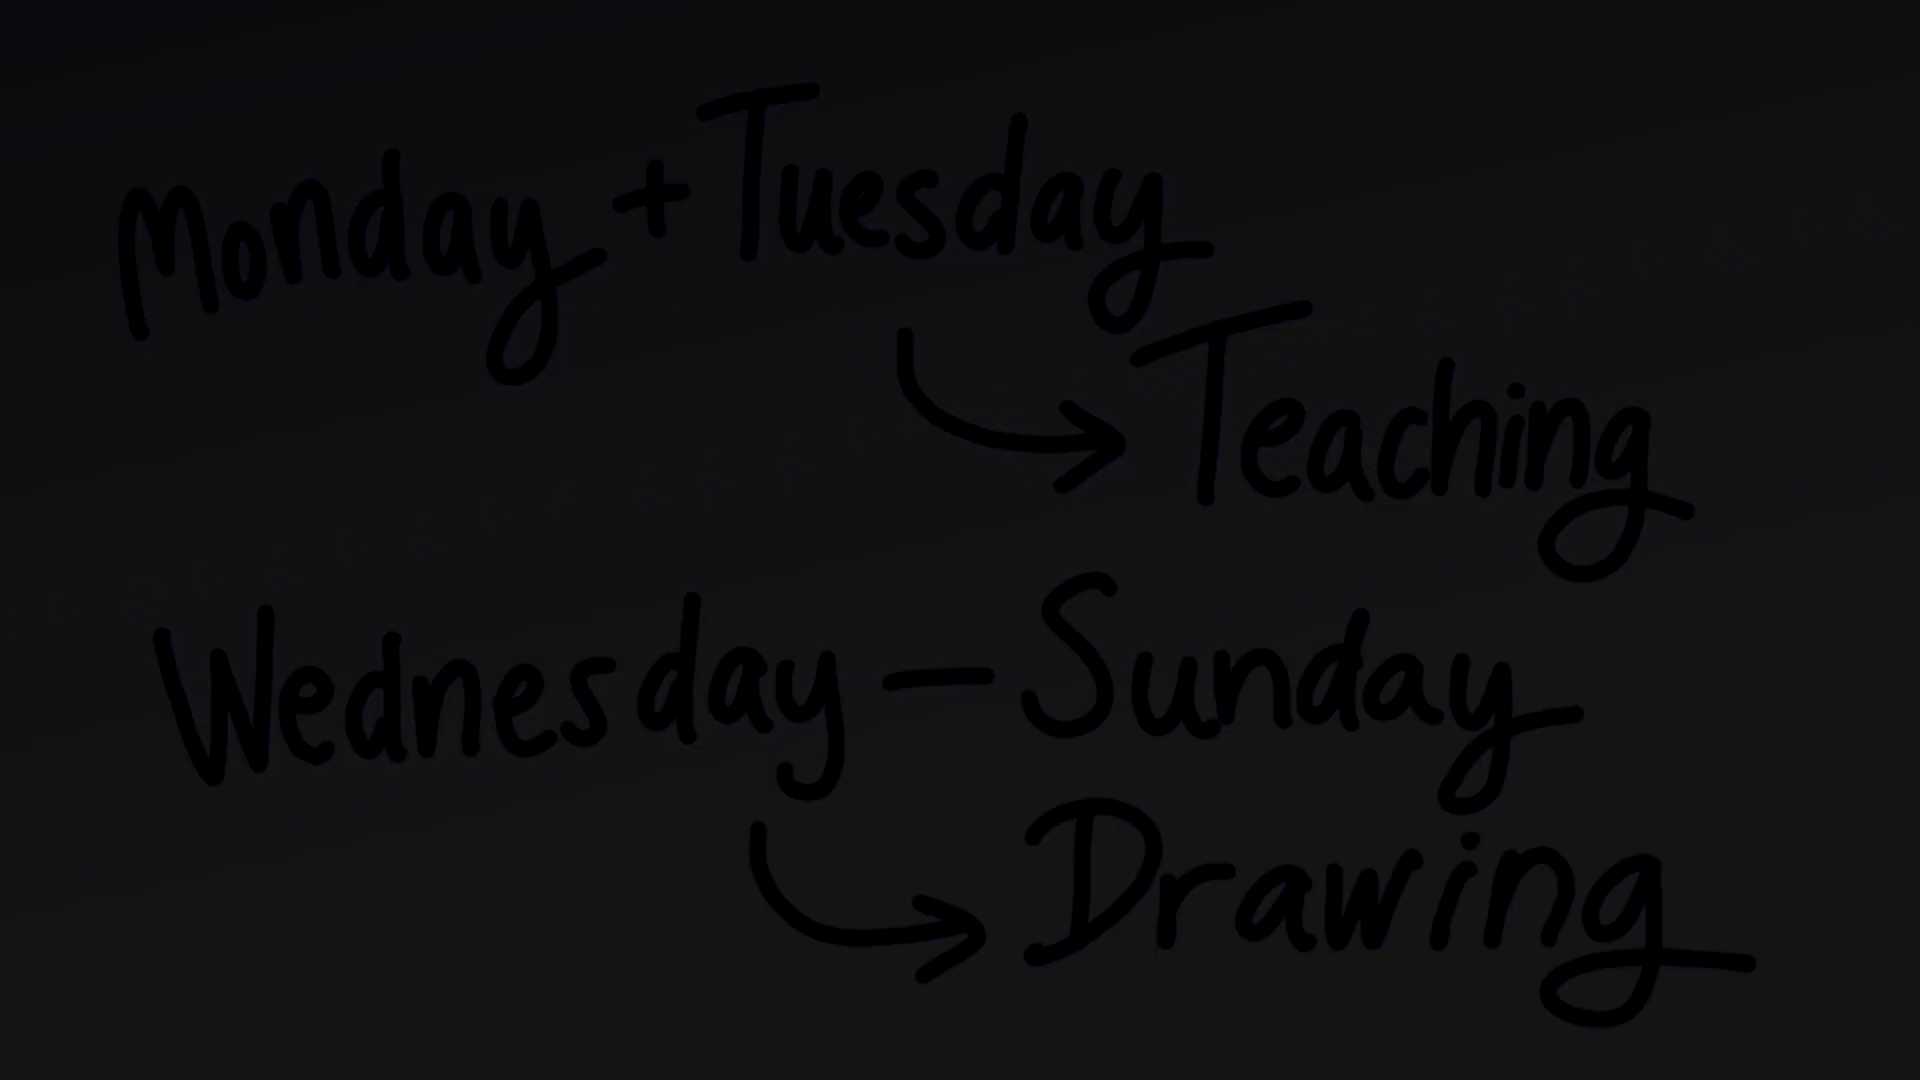 Monday + Tuesday
→ Teaching
Wednesday – Sunday
→ Drawing